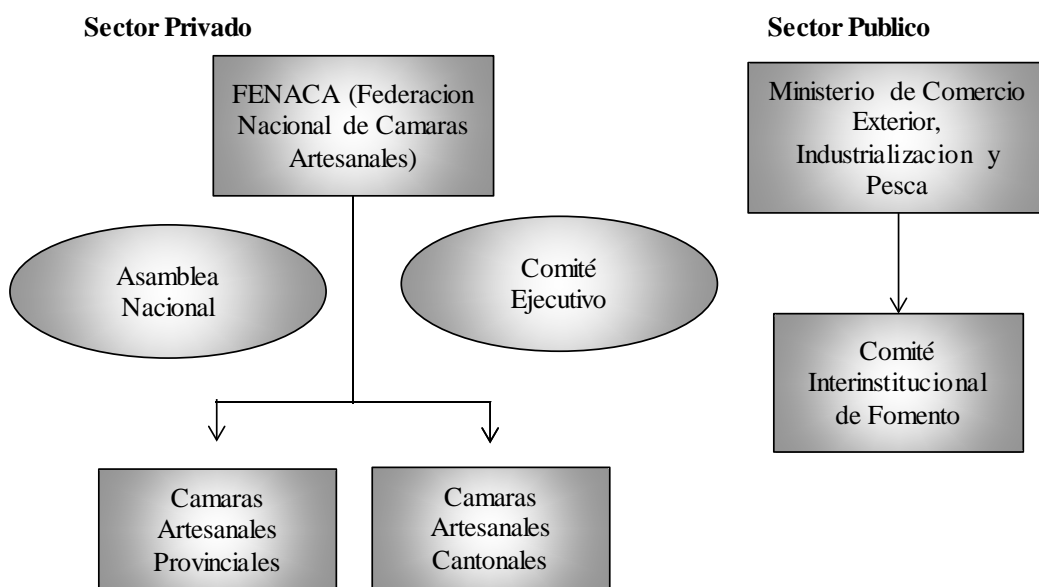 Sector Privado
Sector Publico
FENACA (Federacion
Nacional de Camaras
Artesanales)
Ministerio de Comercio
Exterior,
Industrializacion y
Pesca
Asamblea
Nacional
Comité
Ejecutivo
Comité
Interinstitucional
de Fomento
Camaras
Artesanales
Provinciales
Camaras
Artesanales
Cantonales